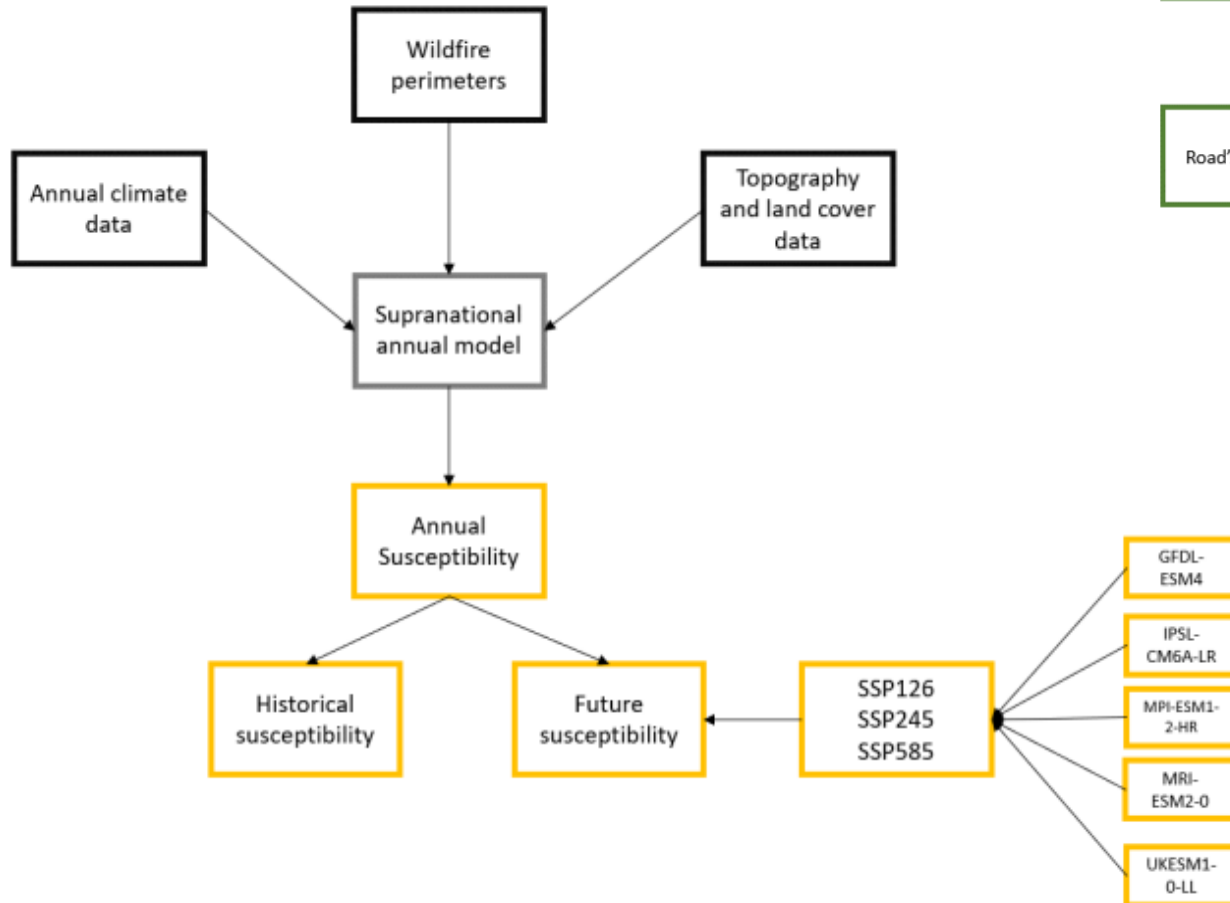 Wildfire
perimeters
Annual climate
data
Topography
and land cover
data
Road'
Supranational
annual model
Annual
Susceptibility
Historical
susceptibility
Future
susceptibility
SSP126
SSP245
SSP585
GFDL-
ESM4
IPSL-
CM6A-LR
MPI-ESM1-
2-HR
MRI-
ESM2-0
UKESM1-
0-LL